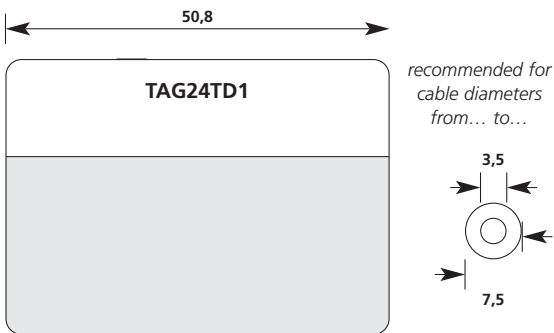 50,8
TAG24TD1
recommended for
cable diameters
from... to...
3,5
7,5